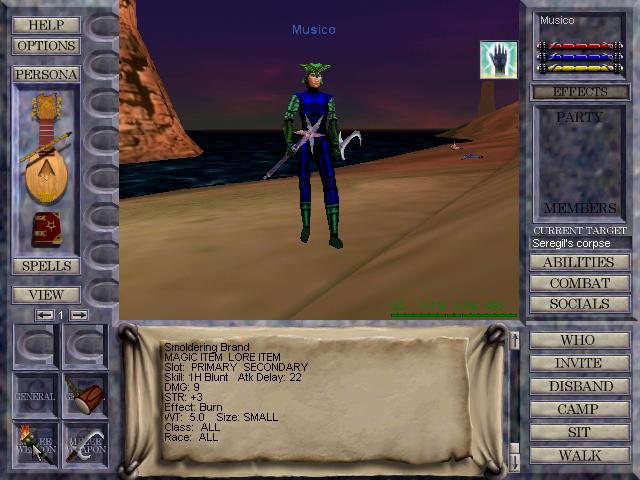 HELP
OPTIONS
PERSONA
SPELLS
VIEW
1
GENERAL
WEAPON
WEAPON
Musico
Smoldering Brand
MAGIC ITEM LORE ITEM
Slot: PRIMARY SECONDARY
Skill: 1H Blunt Atk Delay: 22
DMG: 9
STR: +3
Effect: Burn
WT: 5.0 Size: SMALL
Class: ALL
Race: ALL
Musico
EFFECTS
PARTY
MEMBERS
CURRENT TARGET
Seregil's corpse
ABILITIES
COMBAT
SOCIALS
WHO
INVITE
DISBAND
CAMP
SIT
WALK